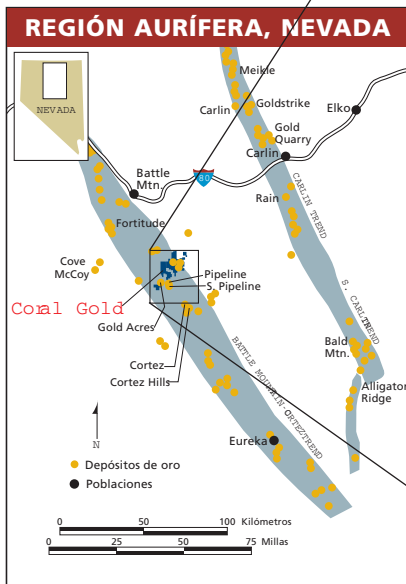 REGIÓN AURÍFERA, NEVADA
NEVADA
Meikle
Carlin
Goldstrike
Elko
Gold
Quarry
Carlin
Battle
Mtn.
80
Rain
CARLIN TREND
Fortitude
Cove
McCoy
Pipeline
S. Pipeline
Coral Gold
Gold Acres
S. CARLIN TREND
Bald
Mtn.
Cortez
Cortez Hills
Alligator
Ridge
BATTLE MOUNTAIN-CORTEZ TREND
Eureka
N
Depósitos de oro
Poblaciones
0 50 100 Kilómetros
0 25 50 75 Millas